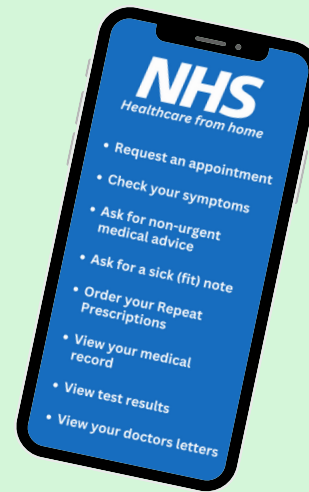 NHS
Healthcare from home
• Request an appointment
• Check your symptoms
• Ask for non-urgent
medical advice
• Ask for a sick (fit) note
• Order your Repeat
Prescriptions
• View your medical
record
• View test results
• View your doctors letters